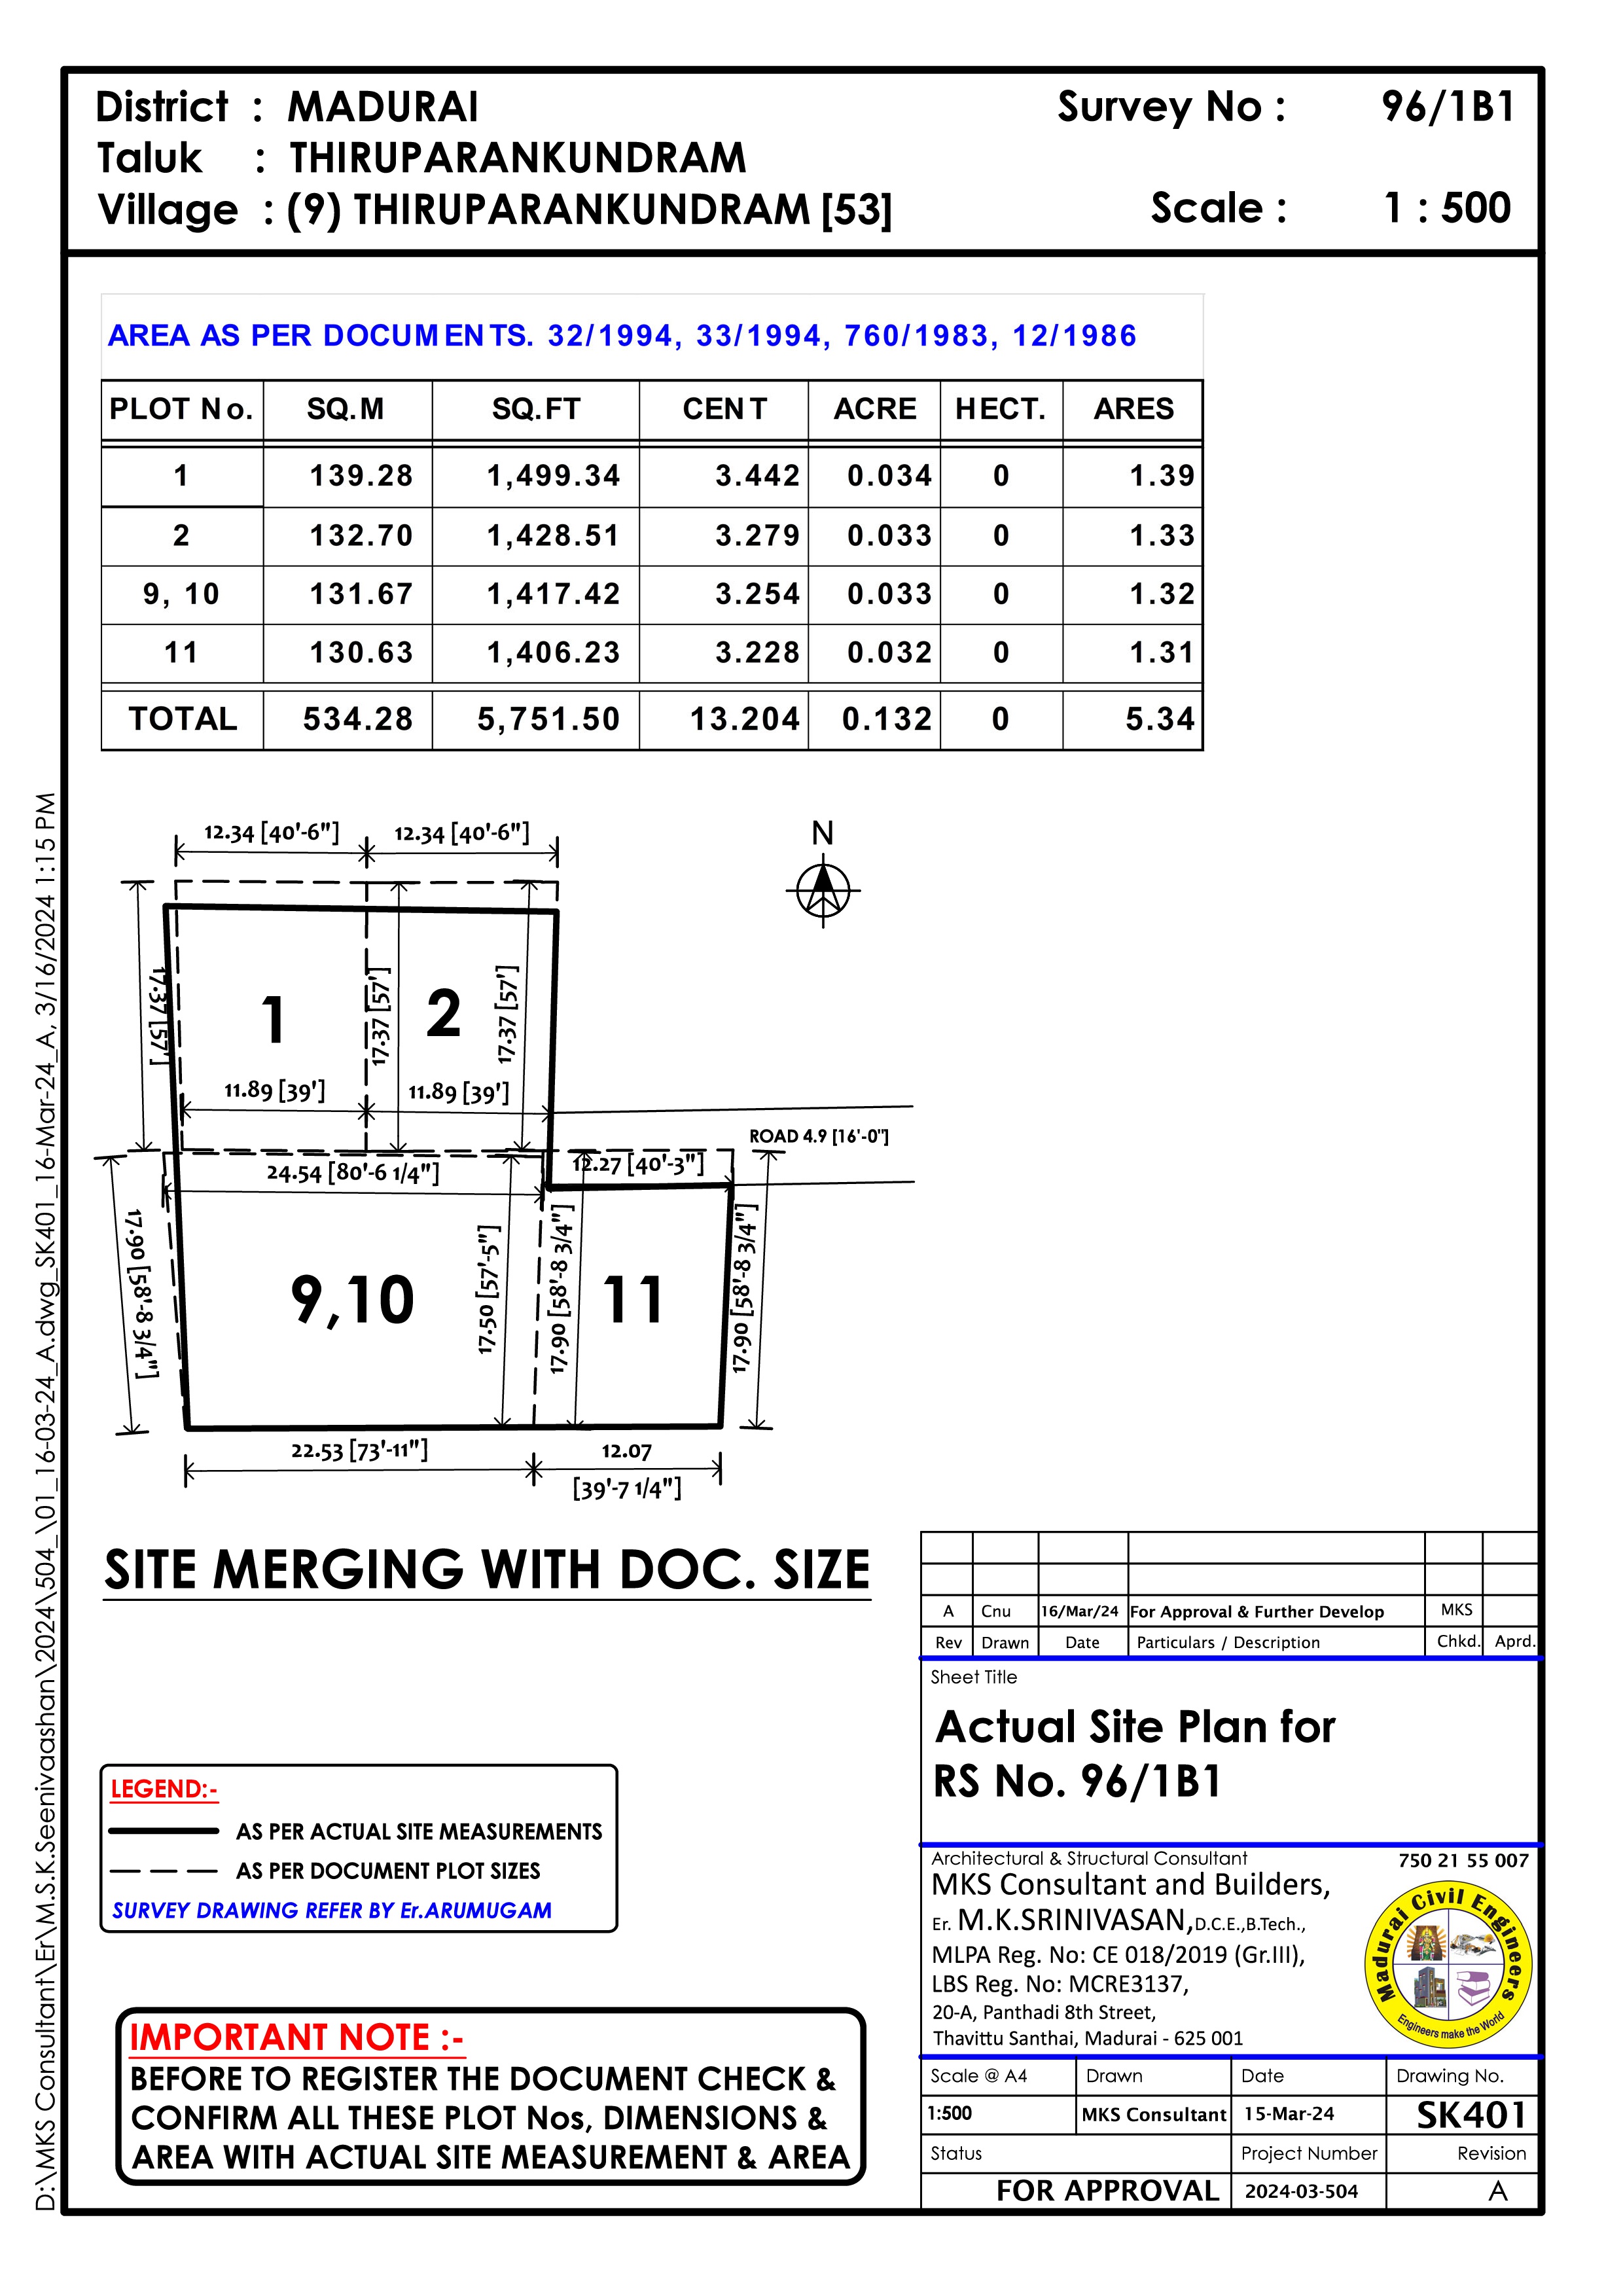 District : MADURAI
Taluk : THIRUPARANKUNDRAM
Village : (9) THIRUPARANKUNDRAM [53]
Survey No : 96/1B1
Scale : 1 : 500
AREA AS PER DOCUMENTS. 32/1994, 33/1994, 760/1983, 12/1986
PLOT No. SQ.M SQ.FT CENT ACRE HECT. ARES
1 139.28 1,499.34 3.442 0.034 0 1.39
2 132.70 1,428.51 3.279 0.033 0 1.33
9, 10 131.67 1,417.42 3.254 0.033 0 1.32
11 130.63 1,406.23 3.228 0.032 0 1.31
TOTAL 534.28 5,751.50 13.204 0.132 0 5.34
12.34 [40'-6"] 12.34 [40'-6"]
N
17.37 [57']
1
17.37 [57']
2
17.37 [57']
11.89 [39'] 11.89 [39']
ROAD 4.9 [16'-0"]
24.54 [80'-6 1/4"]
12.27 [40'-3"]
17.90 [58'-8 3/4"]
9,10
17.50 [57'-5"]
17.90 [58'-8 3/4"]
11
17.90 [58'-8 3/4"]
22.53 [73'-11"]
12.07
[39'-7 1/4"]
SITE MERGING WITH DOC. SIZE
LEGEND:-
AS PER ACTUAL SITE MEASUREMENTS
AS PER DOCUMENT PLOT SIZES
SURVEY DRAWING REFER BY Er.ARUMUGAM
IMPORTANT NOTE :-
BEFORE TO REGISTER THE DOCUMENT CHECK &
CONFIRM ALL THESE PLOT Nos, DIMENSIONS &
AREA WITH ACTUAL SITE MEASUREMENT & AREA
A Cnu 16/Mar/24 For Approval & Further Develop MKS
Rev Drawn Date Particulars / Description Chkd. Aprd.
Sheet Title
Actual Site Plan for
RS No. 96/1B1
Architectural & Structural Consultant 750 21 55 007
MKS Consultant and Builders,
Er. M.K.SRINIVASAN,D.C.E.,B.Tech.,
MLPA Reg. No: CE 018/2019 (Gr.III),
LBS Reg. No: MCRE3137,
20-A, Panthadi 8th Street,
Thavittu Santhai, Madurai - 625 001
Madurai Civil Engineers
Engineers make the World
Scale @ A4 Drawn Date Drawing No.
1:500 MKS Consultant 15-Mar-24 SK401
Status Project Number Revision
FOR APPROVAL 2024-03-504 A
D:\MKS Consultant\Er\M.S.K.Seenivaashan\2024\504_\01_16-03-24_A.dwg_SK401_16-Mar-24_A, 3/16/2024 1:15 PM